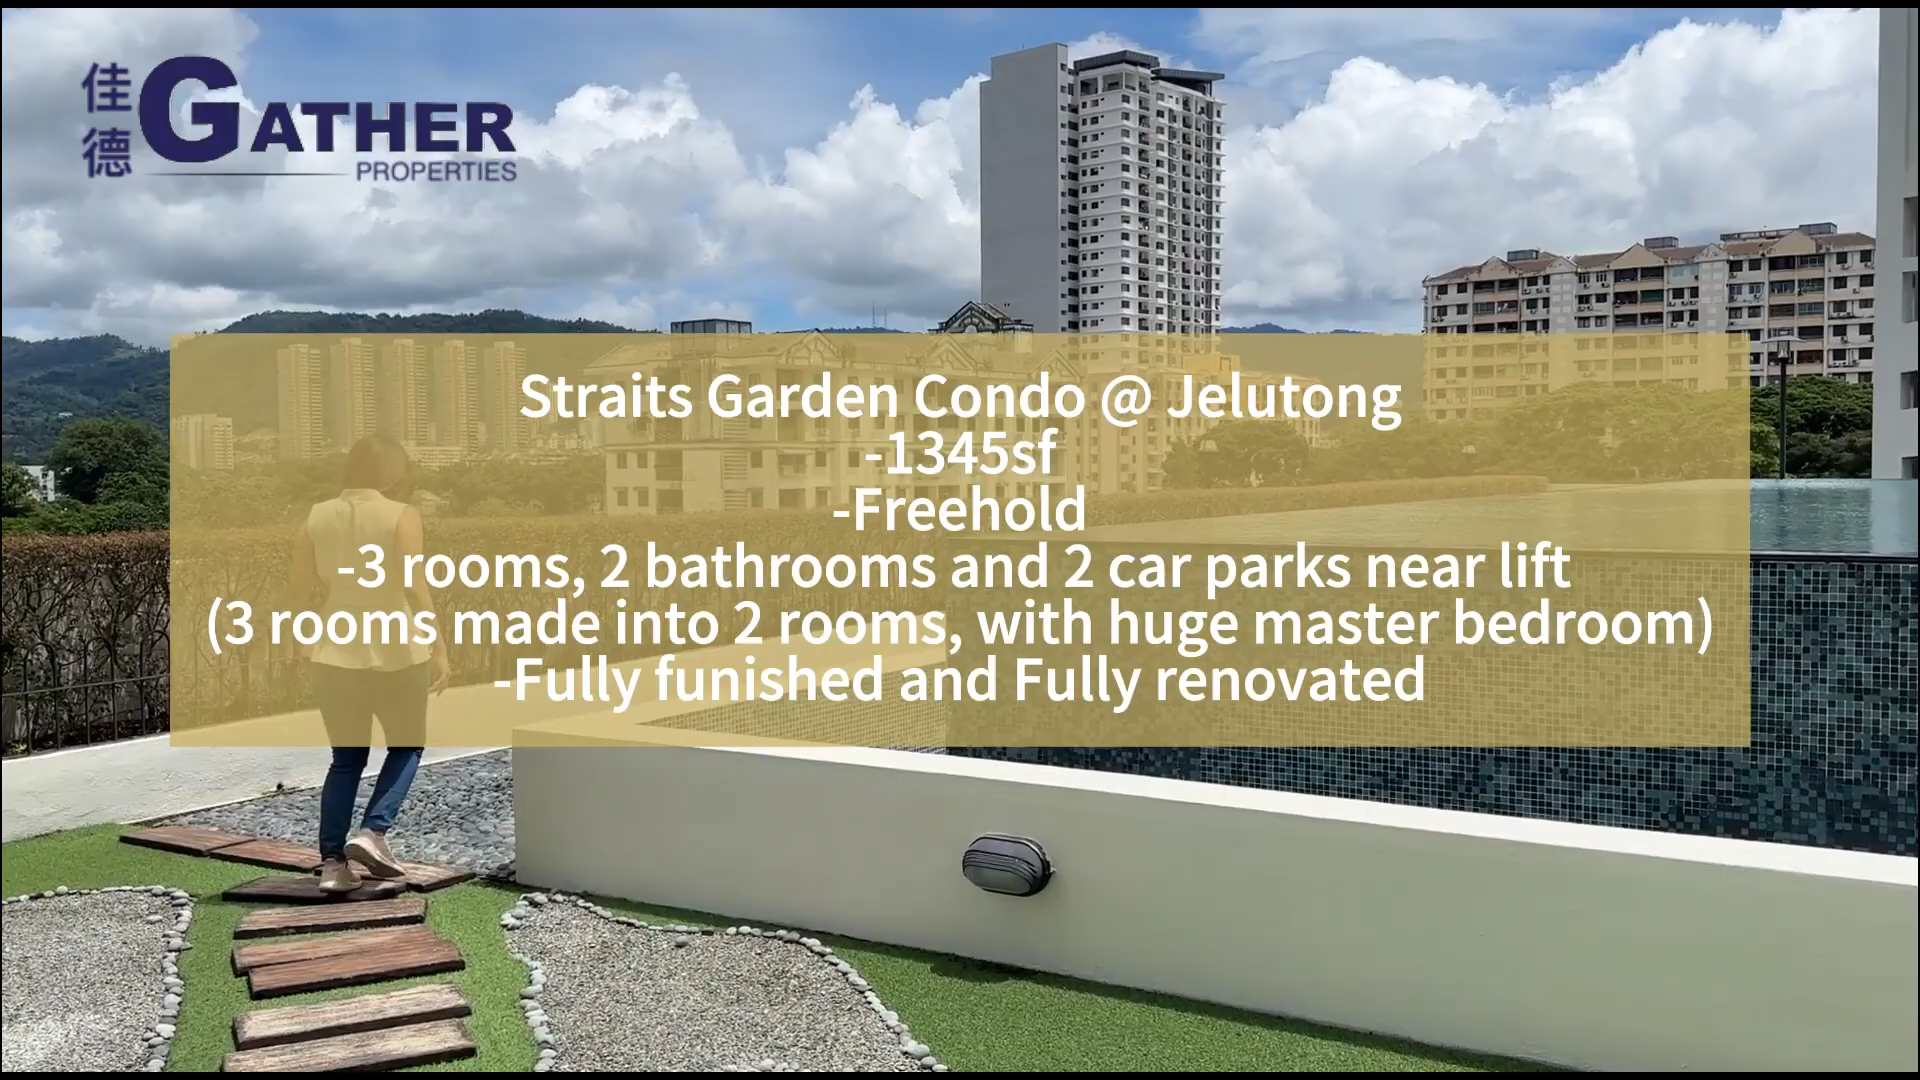 佳德
GATHER
PROPERTIES
Straits Garden Condo @ Jelutong
-1345sf
-Freehold
-3 rooms, 2 bathrooms and 2 car parks near lift
(3 rooms made into 2 rooms, with huge master bedroom)
-Fully funished and Fully renovated